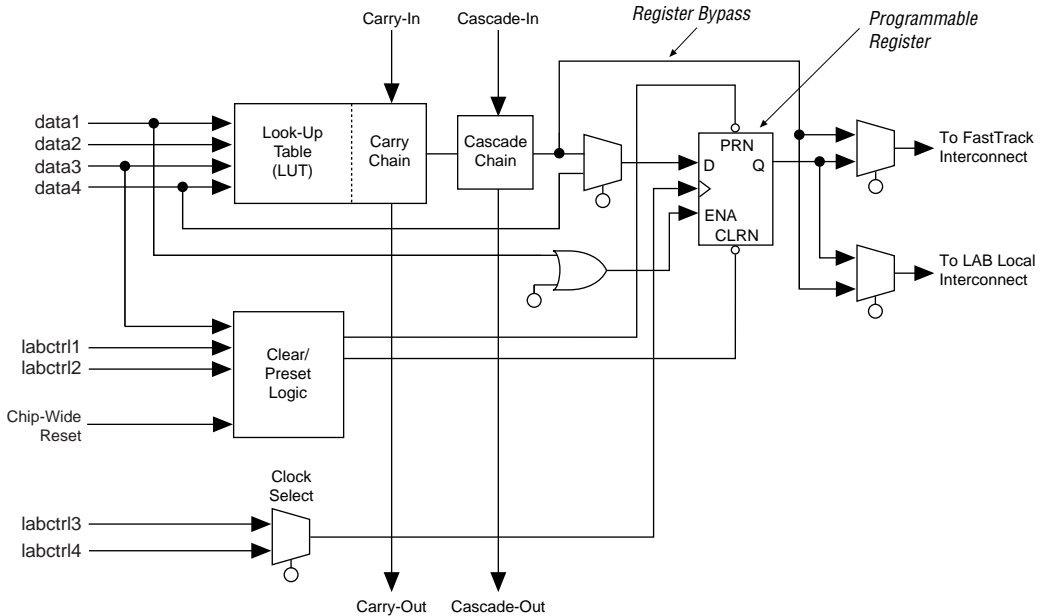 Carry-In
Cascade-In
Register Bypass
Programmable
Register
data1
data2
data3
data4
Look-Up
Table
(LUT)
Carry
Chain
Cascade
Chain
PRN
D
Q
ENA
CLRN
To FastTrack
Interconnect
To LAB Local
Interconnect
labctrl1
labctrl2
Clear/
Preset
Logic
Chip-Wide
Reset
Clock
Select
labctrl3
labctrl4
Carry-Out
Cascade-Out